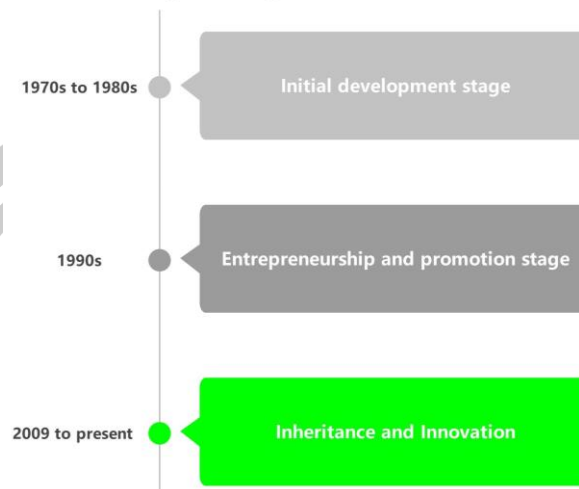 1970s to 1980s
Initial development stage
1990s
Entrepreneurship and promotion stage
2009 to present
Inheritance and Innovation